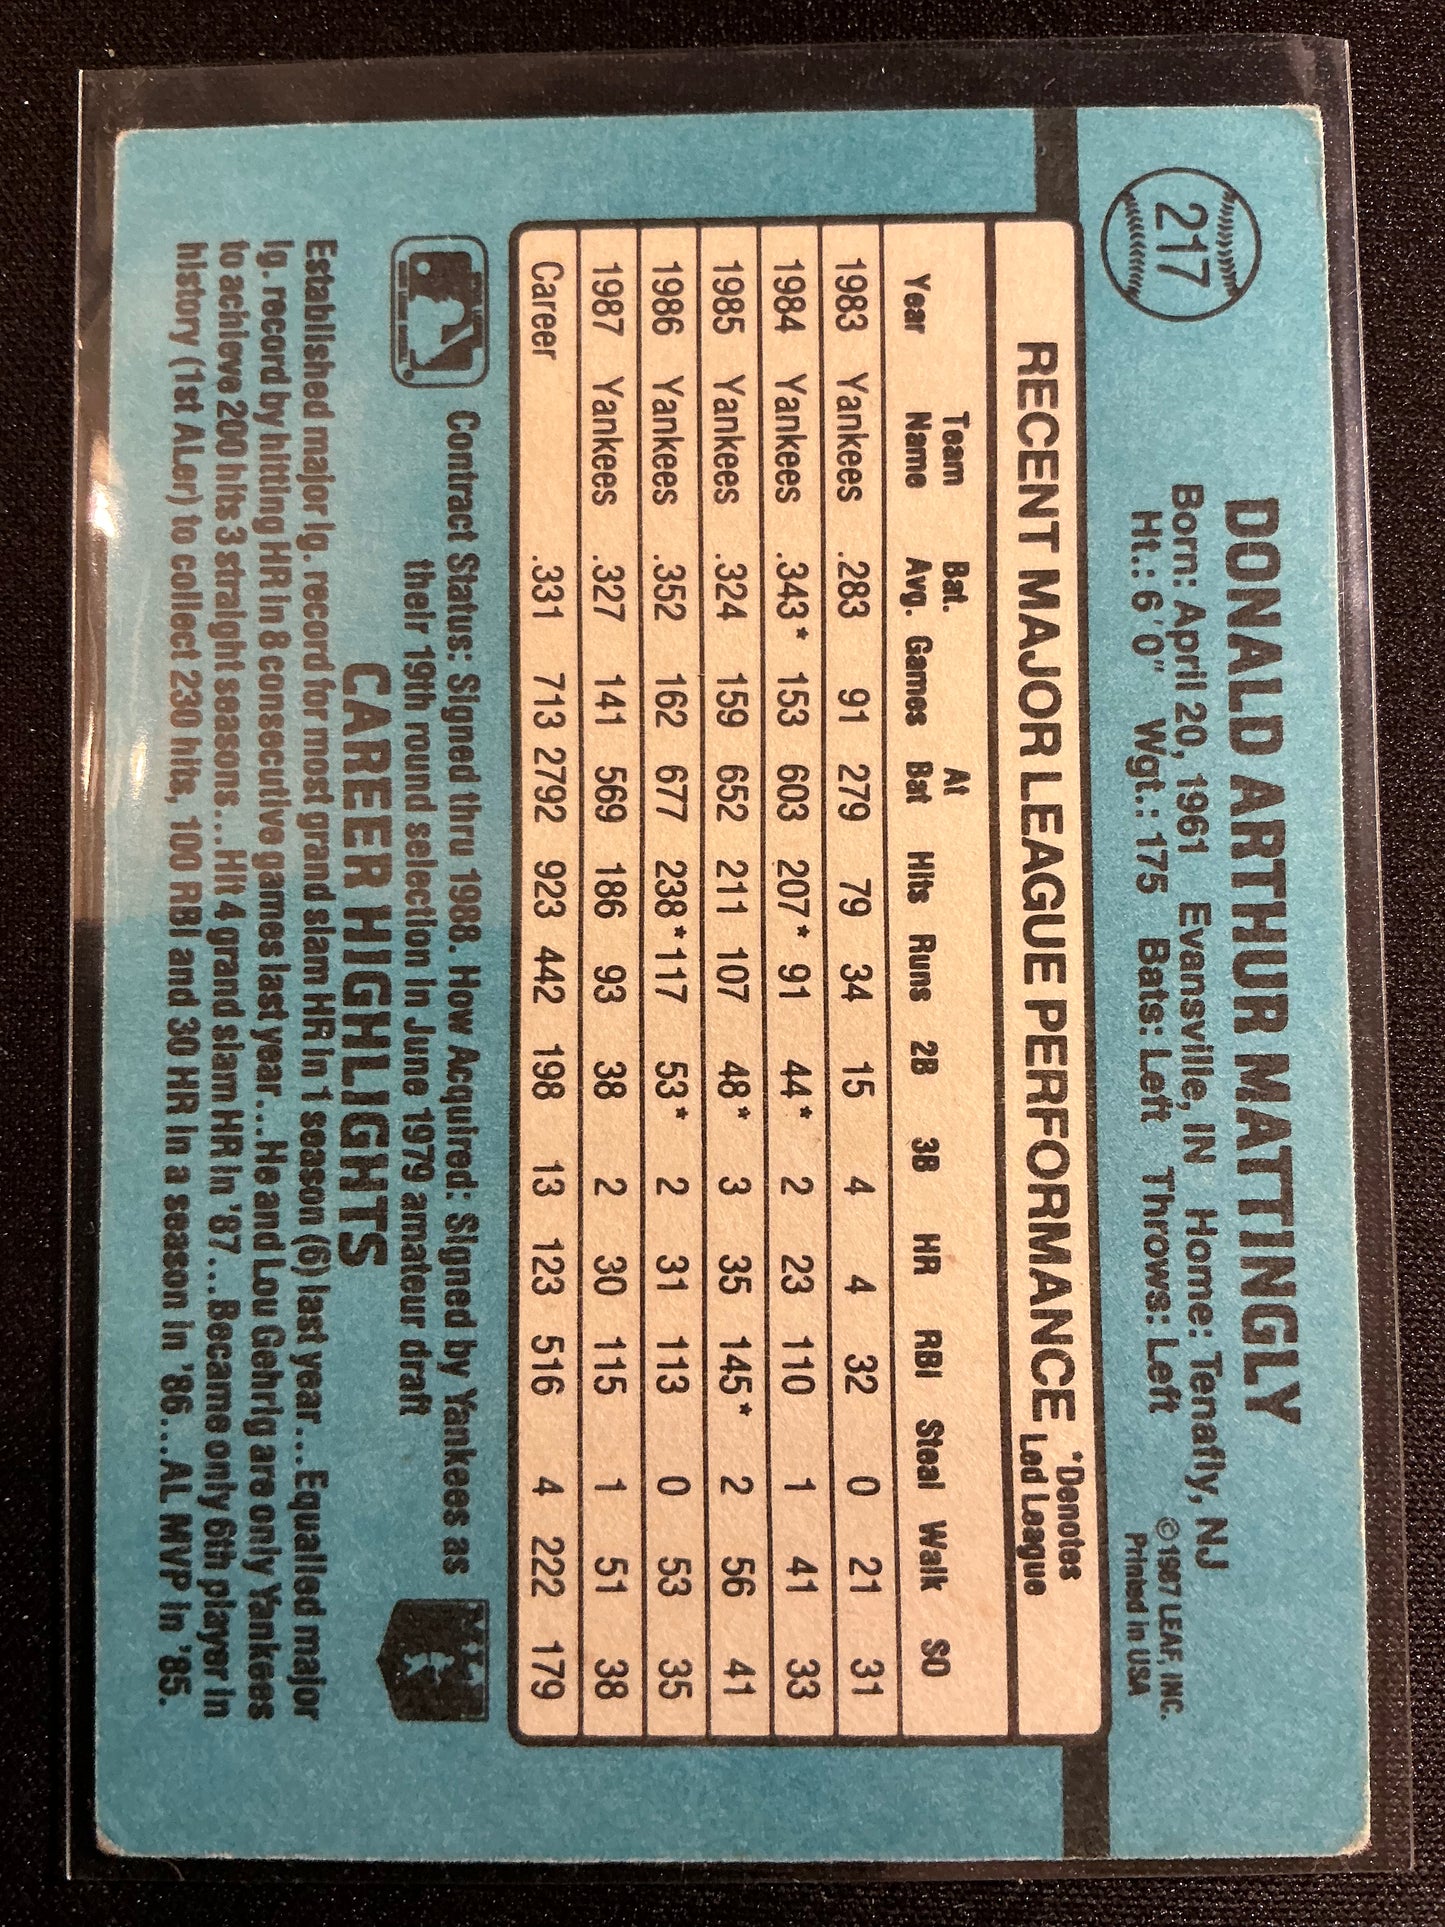 217
DONALD ARTHUR MATTINGLY
Born: April 20, 1961 Evansville, IN Home: Tenafly, NJ
Ht.: 6'0" Wgt.: 175 Bats: Left Throws: Left
© 1987 LEAF, INC.
Printed in USA
RECENT MAJOR LEAGUE PERFORMANCE *Denotes Led League
Year Team Name Bat. Avg. Games At Bat Hits Runs 2B 3B HR RBI Steal Walk SO
1983 Yankees .283 91 279 79 34 15 4 4 32 0 21 31
1984 Yankees .343* 153 603 207* 91 44* 2 23 110 1 41 33
1985 Yankees .324 159 652 211 107 48* 3 35 145* 2 56 41
1986 Yankees .352 162 677 238* 117 53* 2 31 113 0 53 35
1987 Yankees .327 141 569 186 93 38 2 30 115 1 51 38
Career .331 713 2792 923 442 198 13 123 516 4 222 179
Contract Status: Signed thru 1988. How Acquired: Signed by Yankees as
their 19th round selection in June 1979 amateur draft
CAREER HIGHLIGHTS
Established major lg. record for most grand slam HR in 1 season (6) last year...Equalled major
lg. record by hitting HR in 8 consecutive games last year...He and Lou Gehrig are only Yankees
to achieve 200 hits 3 straight seasons...Hit 4 grand slam HR in '87...Became only 6th player in
history (1st ALer) to collect 230 hits, 100 RBI and 30 HR in a season in '86...AL MVP in '85.